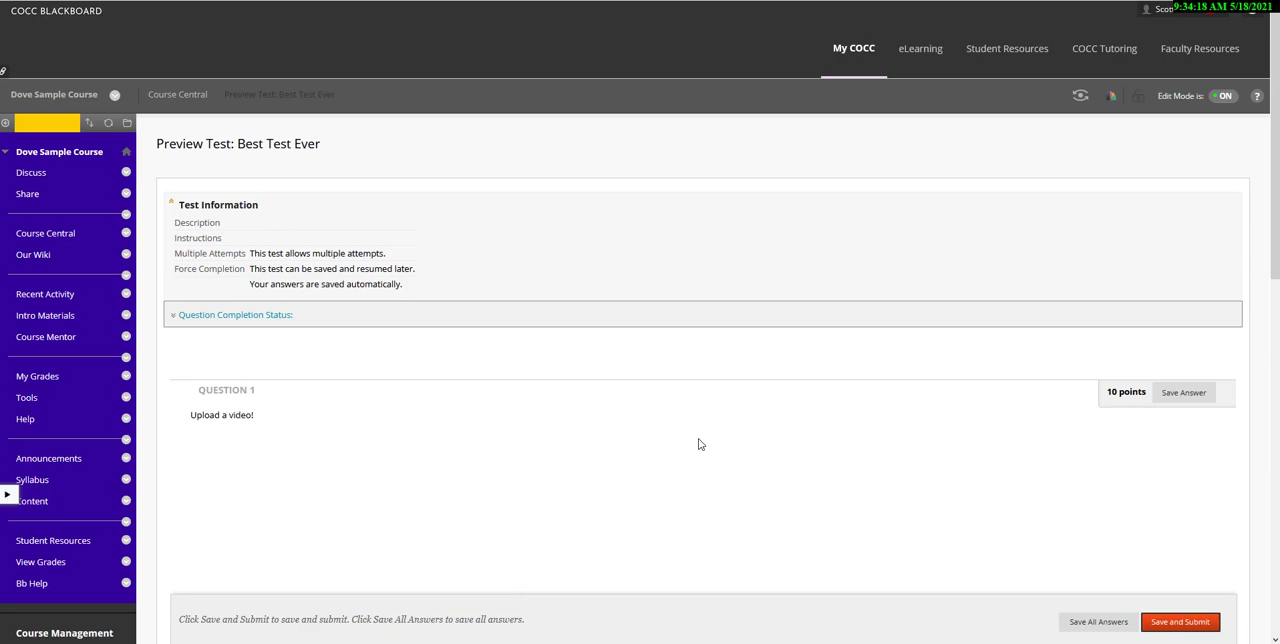 COCC BLACKBOARD
Scott
9:34:18 AM 5/18/2021
My COCC
eLearning
Student Resources
COCC Tutoring
Faculty Resources
Dove Sample Course
Course Central
Preview Test: Best Test Ever
Edit Mode is:
ON
?
Dove Sample Course
Discuss
Share
Course Central
Our Wiki
Recent Activity
Intro Materials
Course Mentor
My Grades
Tools
Help
Announcements
Syllabus
Content
Student Resources
View Grades
Bb Help
Course Management
Preview Test: Best Test Ever
Test Information
Description
Instructions
Multiple Attempts This test allows multiple attempts.
Force Completion This test can be saved and resumed later.
Your answers are saved automatically.
Question Completion Status:
QUESTION 1
10 points
Save Answer
Upload a video!
Click Save and Submit to save and submit. Click Save All Answers to save all answers.
Save All Answers
Save and Submit